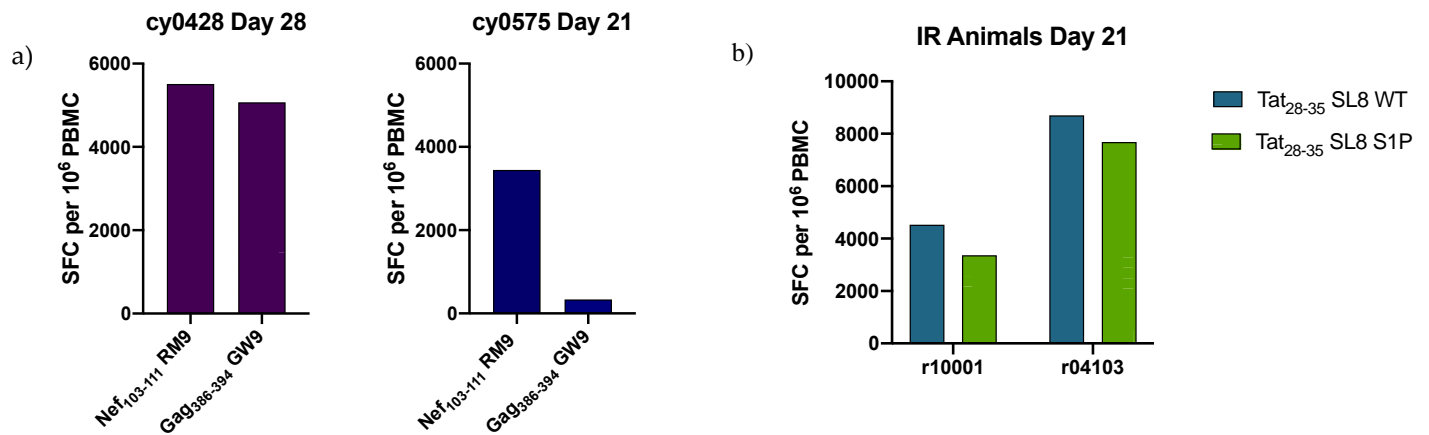 a)
cy0428 Day 28
SFC per 10⁶ PBMC
6000
4000
2000
0
Nef₁₀₃₋₁₁₁ RM9
Gag₃₈₆₋₃₉₄ GW9
cy0575 Day 21
SFC per 10⁶ PBMC
6000
4000
2000
0
Nef₁₀₃₋₁₁₁ RM9
Gag₃₈₆₋₃₉₄ GW9
b)
IR Animals Day 21
SFC per 10⁶ PBMC
10000
8000
6000
4000
2000
0
r10001
r04103
Tat₂₈₋₃₅ SL8 WT
Tat₂₈₋₃₅ SL8 S1P